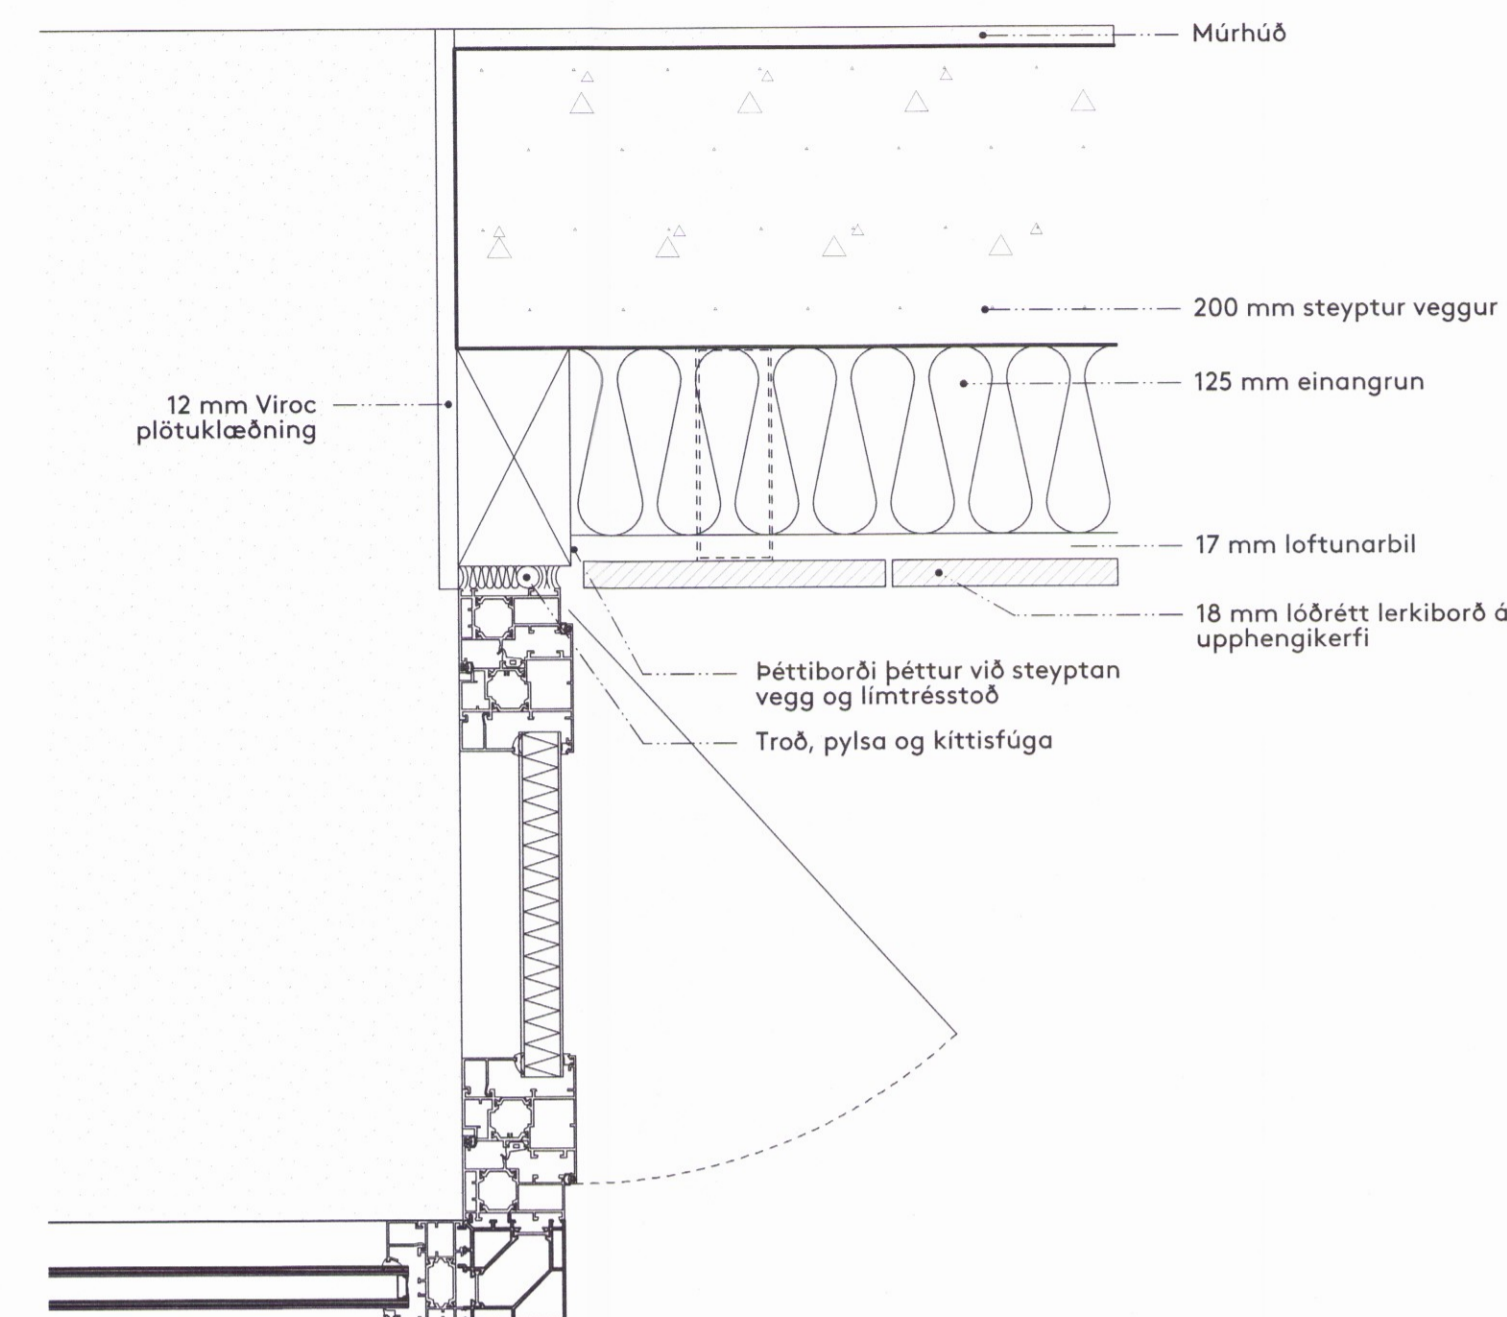 Múrhúð
200 mm steyptur veggur
125 mm einangrun
12 mm Viroc
plötuklæðning
17 mm loftunarbil
18 mm lóðrétt lerkiborð á
upphengikerfi
Þéttiborði þéttur við steyptan
vegg og límtrésstoð
Troð, pylsa og kíttisfúga